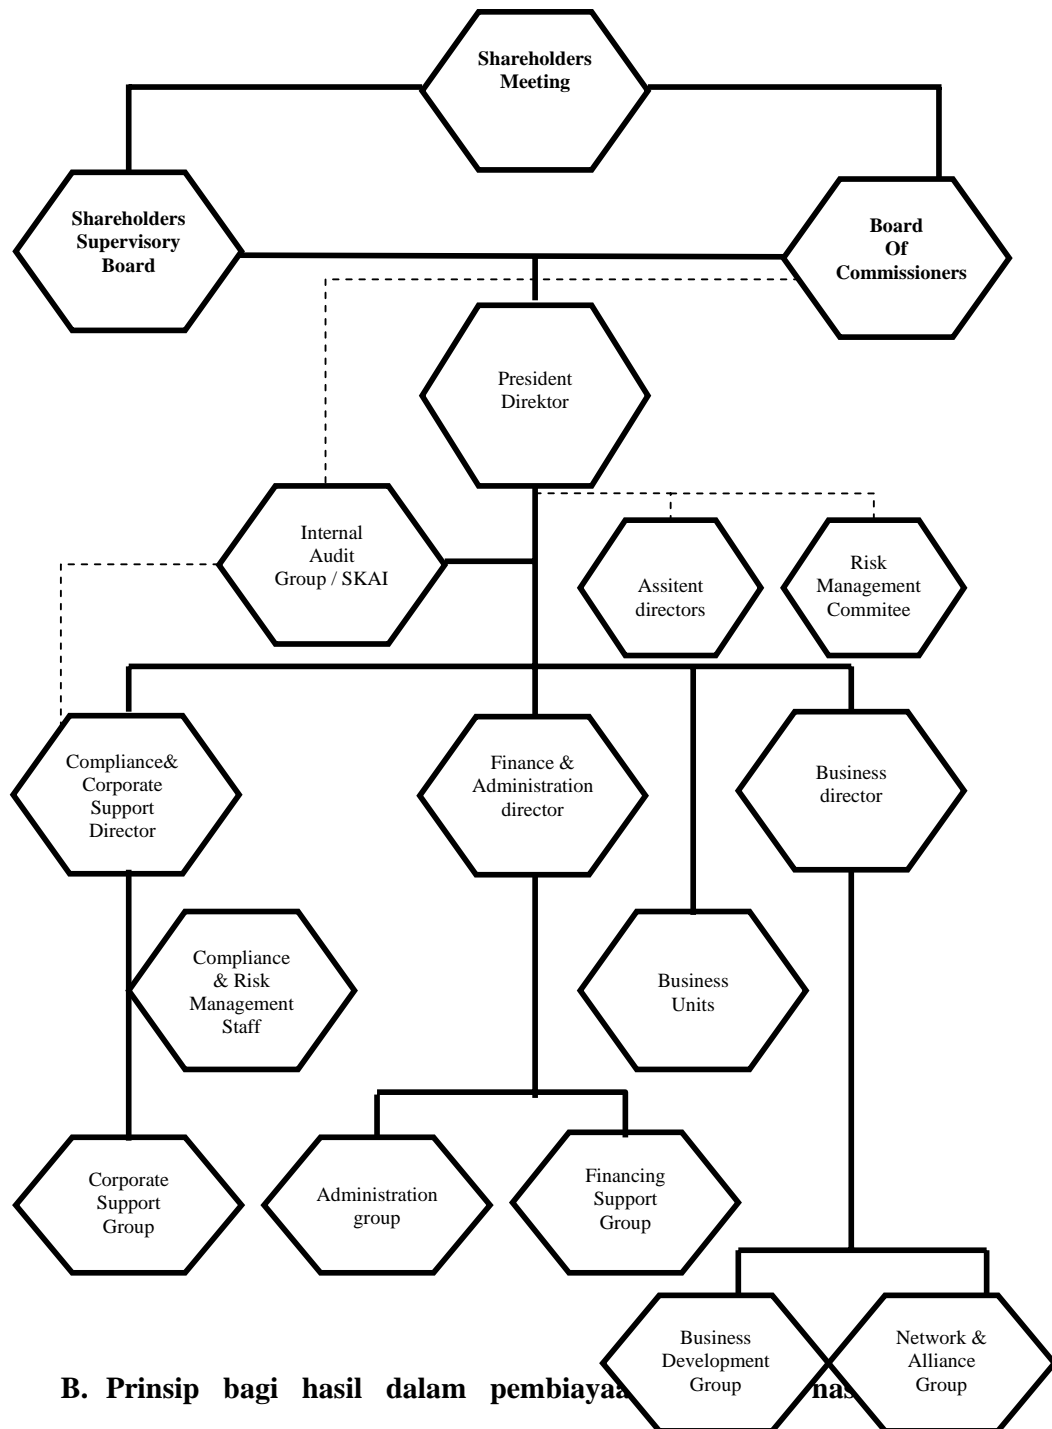 Shareholders
Meeting
Shareholders
Supervisory
Board
Board
Of
Commissioners
President
Direktor
Internal
Audit
Group / SKAI
Assitent
directors
Risk
Management
Commitee
Compliance&
Corporate
Support
Director
Finance &
Administration
director
Business
director
Compliance
& Risk
Management
Staff
Business
Units
Corporate
Support
Group
Administration
group
Financing
Support
Group
Business
Development
Group
Network &
Alliance
Group
B. Prinsip bagi hasil dalam